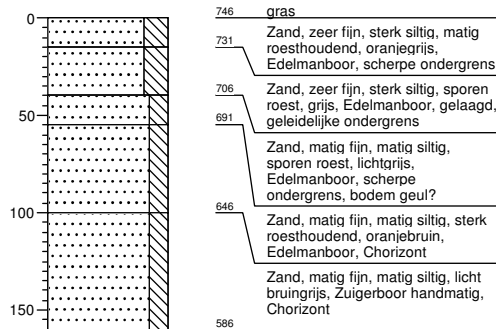 0
50
100
150
746
gras
Zand, zeer fijn, sterk siltig, matig
731
roesthoudend, oranjegrijs,
Edelmanboor, scherpe ondergrens
Zand, zeer fijn, sterk siltig, sporen
706
roest, grijs, Edelmanboor, gelaagd,
geleidelijke ondergrens
691
Zand, matig fijn, matig siltig,
sporen roest, lichtgrijs,
Edelmanboor, scherpe
ondergrens, bodem geul?
646
Zand, matig fijn, matig siltig, sterk
roesthoudend, oranjebruin,
Edelmanboor, Chorizont
Zand, matig fijn, matig siltig, licht
bruingrijs, Zuigerboor handmatig,
Chorizont
586